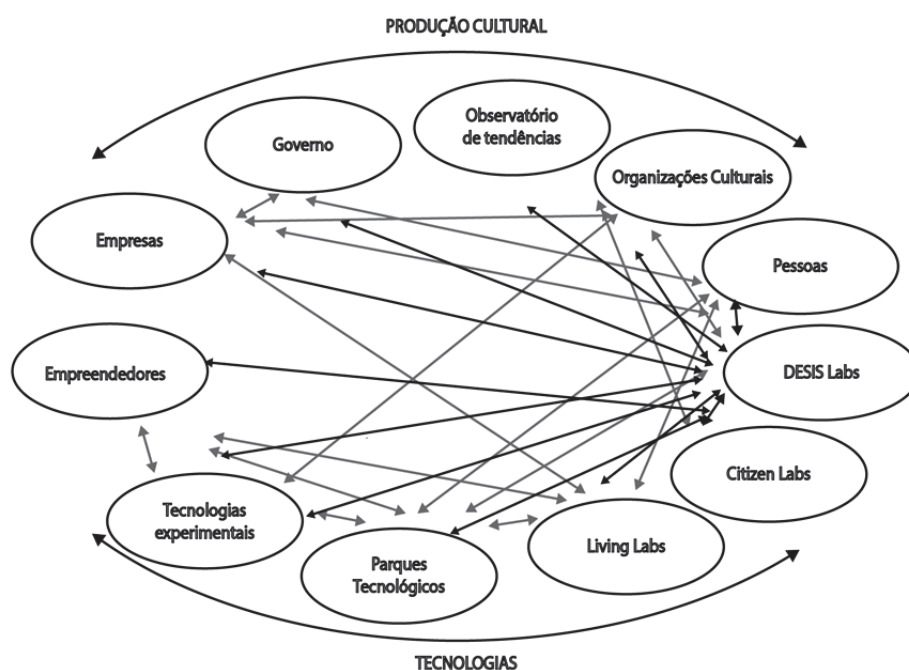 PRODUÇÃO CULTURAL
Observatório
de tendências
Governo
Organizações Culturais
Empresas
Pessoas
Empreendedores
DESIS Labs
Citizen Labs
Tecnologias
experimentais
Living Labs
Parques
Tecnológicos
TECNOLOGIAS